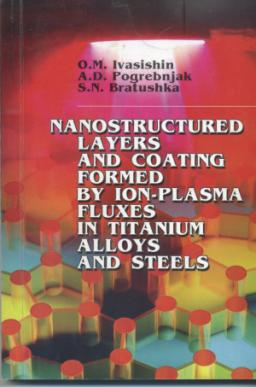 O.M. Ivasishin
A.D. Pogrebnjak
S.N. Bratushka
NANOSTRUCTURED
LAYERS
AND COATING
FORMED
BY ION-PLASMA
FLUXES
IN TITANIUM
ALLOYS
AND STEELS